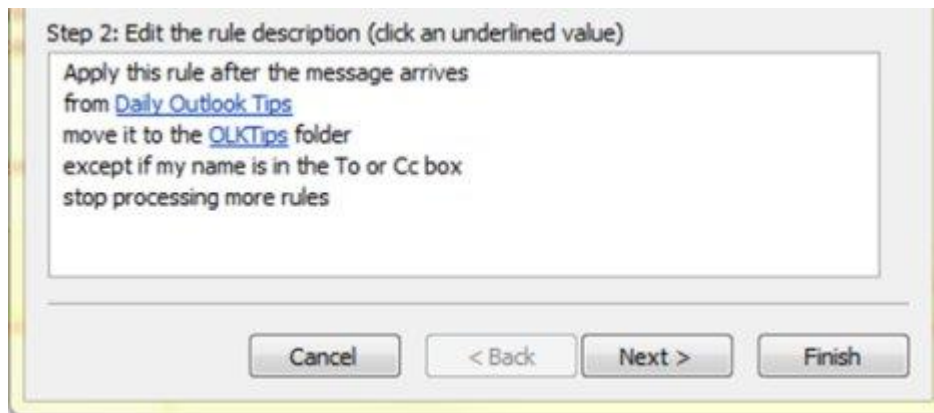 Step 2: Edit the rule description (click an underlined value)
Apply this rule after the message arrives
from Daily Outlook Tips
move it to the OLKTips folder
except if my name is in the To or Cc box
stop processing more rules
Cancel < Back Next > Finish